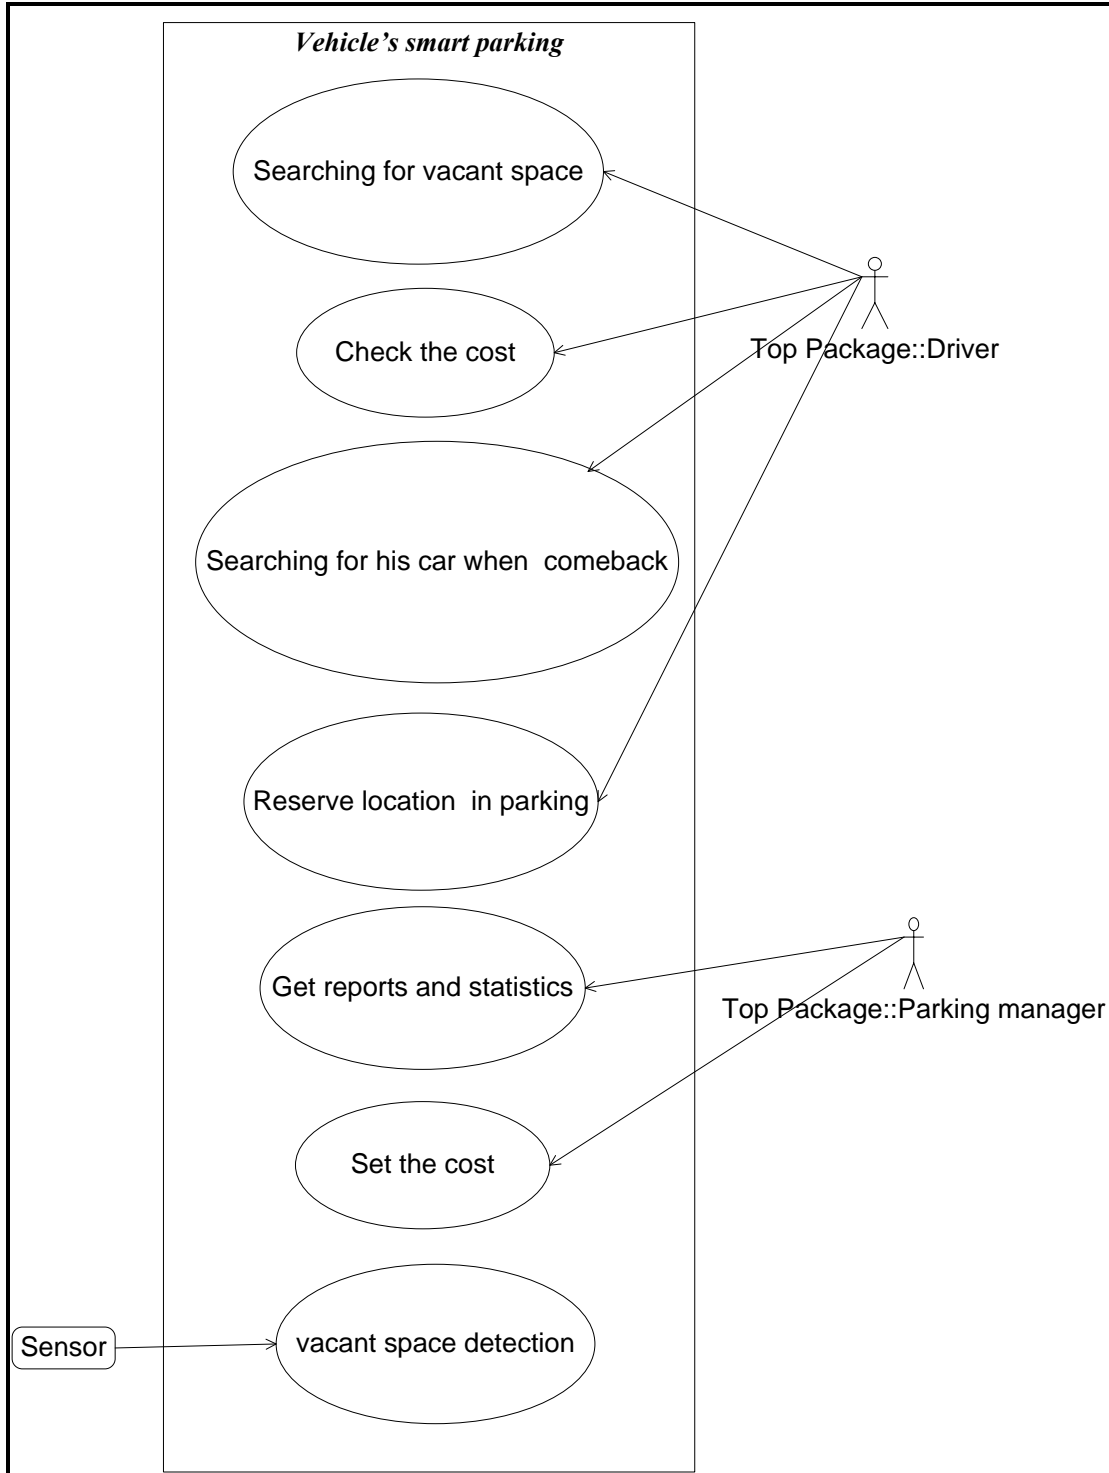 Vehicle’s smart parking
Searching for vacant space
Top Package::Driver
Check the cost
Searching for his car when  comeback
Reserve location  in parking
Get reports and statistics
Top Package::Parking manager
Set the cost
Sensor
vacant space detection